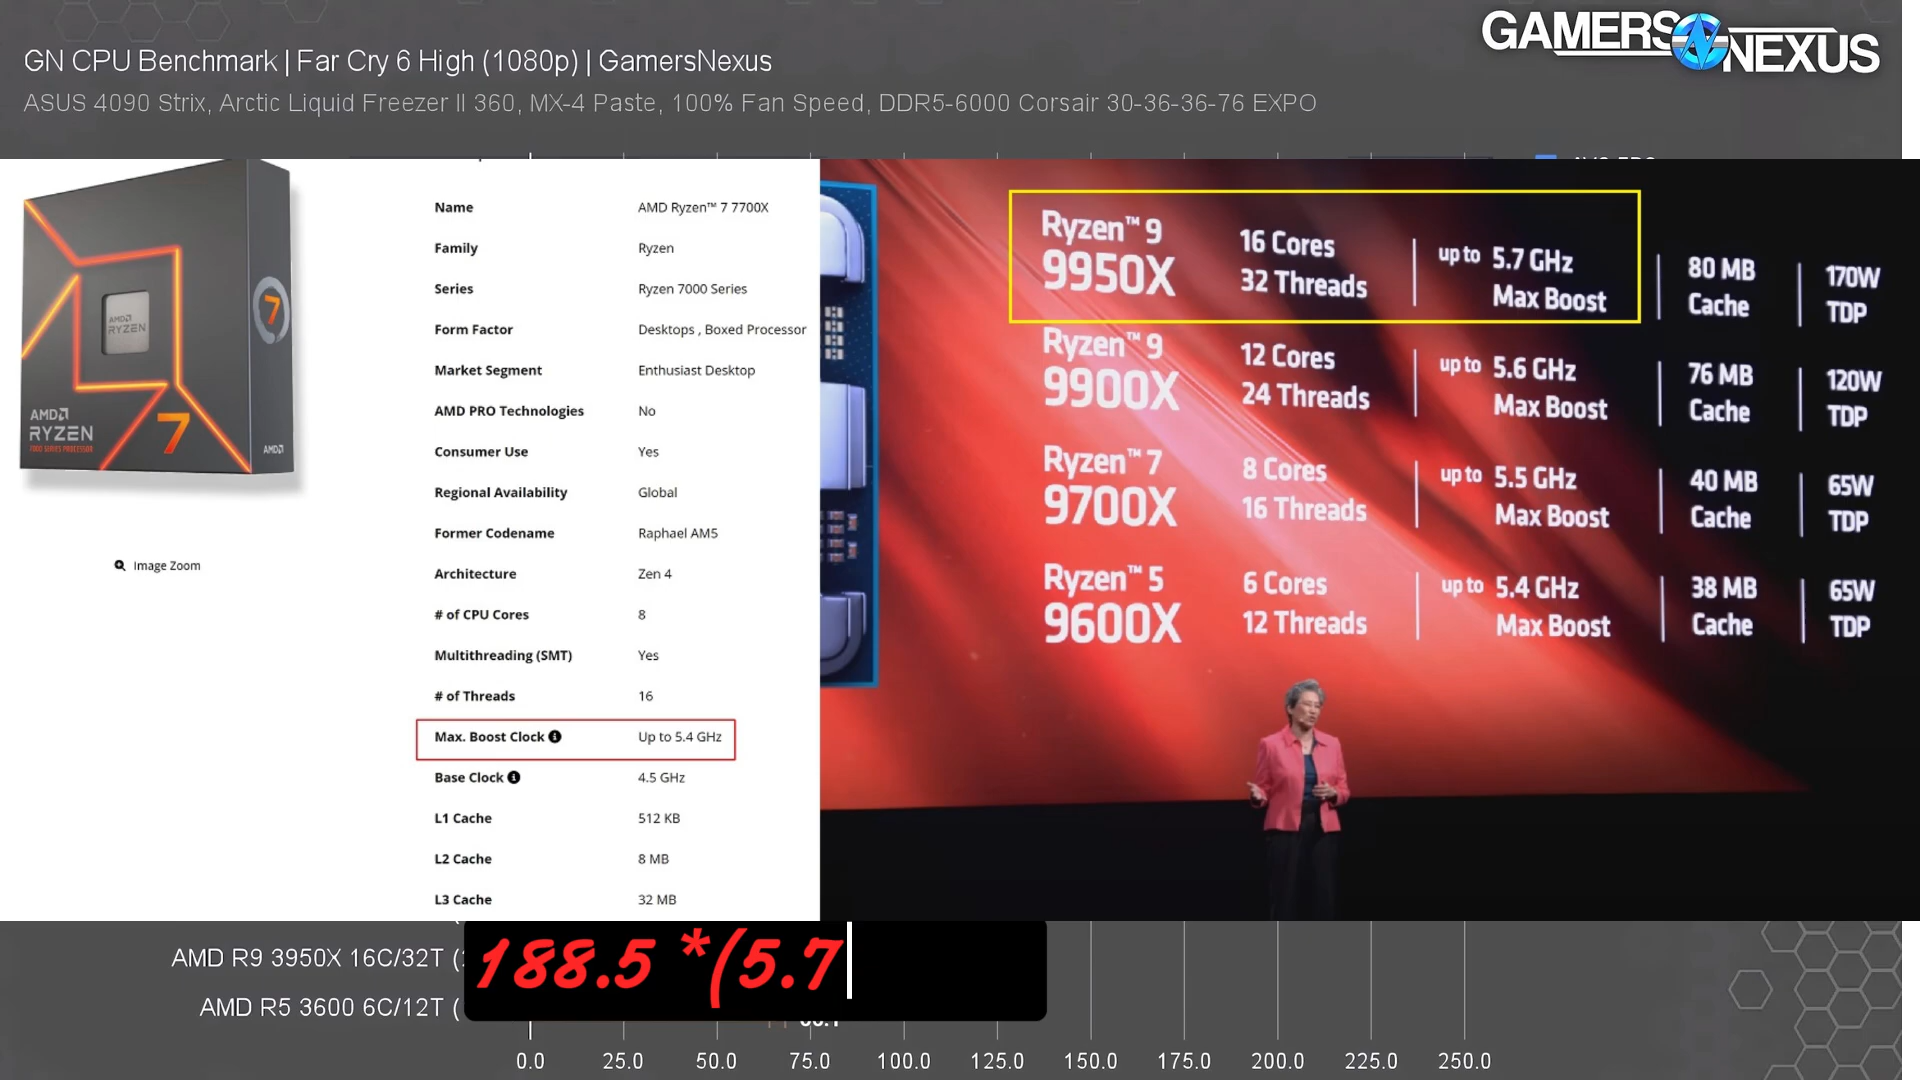 GN CPU Benchmark | Far Cry 6 High (1080p) | GamersNexus
ASUS 4090 Strix, Arctic Liquid Freezer II 360, MX-4 Paste, 100% Fan Speed, DDR5-6000 Corsair 30-36-36-76 EXPO
GAMERS NEXUS
AMD RYZEN
7
AMD
RYZEN
7000 SERIES PROCESSOR
7
AMD
Image Zoom
Name AMD Ryzen™ 7 7700X
Family Ryzen
Series Ryzen 7000 Series
Form Factor Desktops , Boxed Processor
Market Segment Enthusiast Desktop
AMD PRO Technologies No
Consumer Use Yes
Regional Availability Global
Former Codename Raphael AM5
Architecture Zen 4
# of CPU Cores 8
Multithreading (SMT) Yes
# of Threads 16
Max. Boost Clock Up to 5.4 GHz
Base Clock 4.5 GHz
L1 Cache 512 KB
L2 Cache 8 MB
L3 Cache 32 MB
Ryzen™ 9 16 Cores up to 5.7 GHz 80 MB 170W
9950X 32 Threads Max Boost Cache TDP
Ryzen™ 9 12 Cores up to 5.6 GHz 76 MB 120W
9900X 24 Threads Max Boost Cache TDP
Ryzen™ 7 8 Cores up to 5.5 GHz 40 MB 65W
9700X 16 Threads Max Boost Cache TDP
Ryzen™ 5 6 Cores up to 5.4 GHz 38 MB 65W
9600X 12 Threads Max Boost Cache TDP
AMD R9 3950X 16C/32T (
188.5 *(5.7
AMD R5 3600 6C/12T (
0.0 25.0 50.0 75.0 100.0 125.0 150.0 175.0 200.0 225.0 250.0